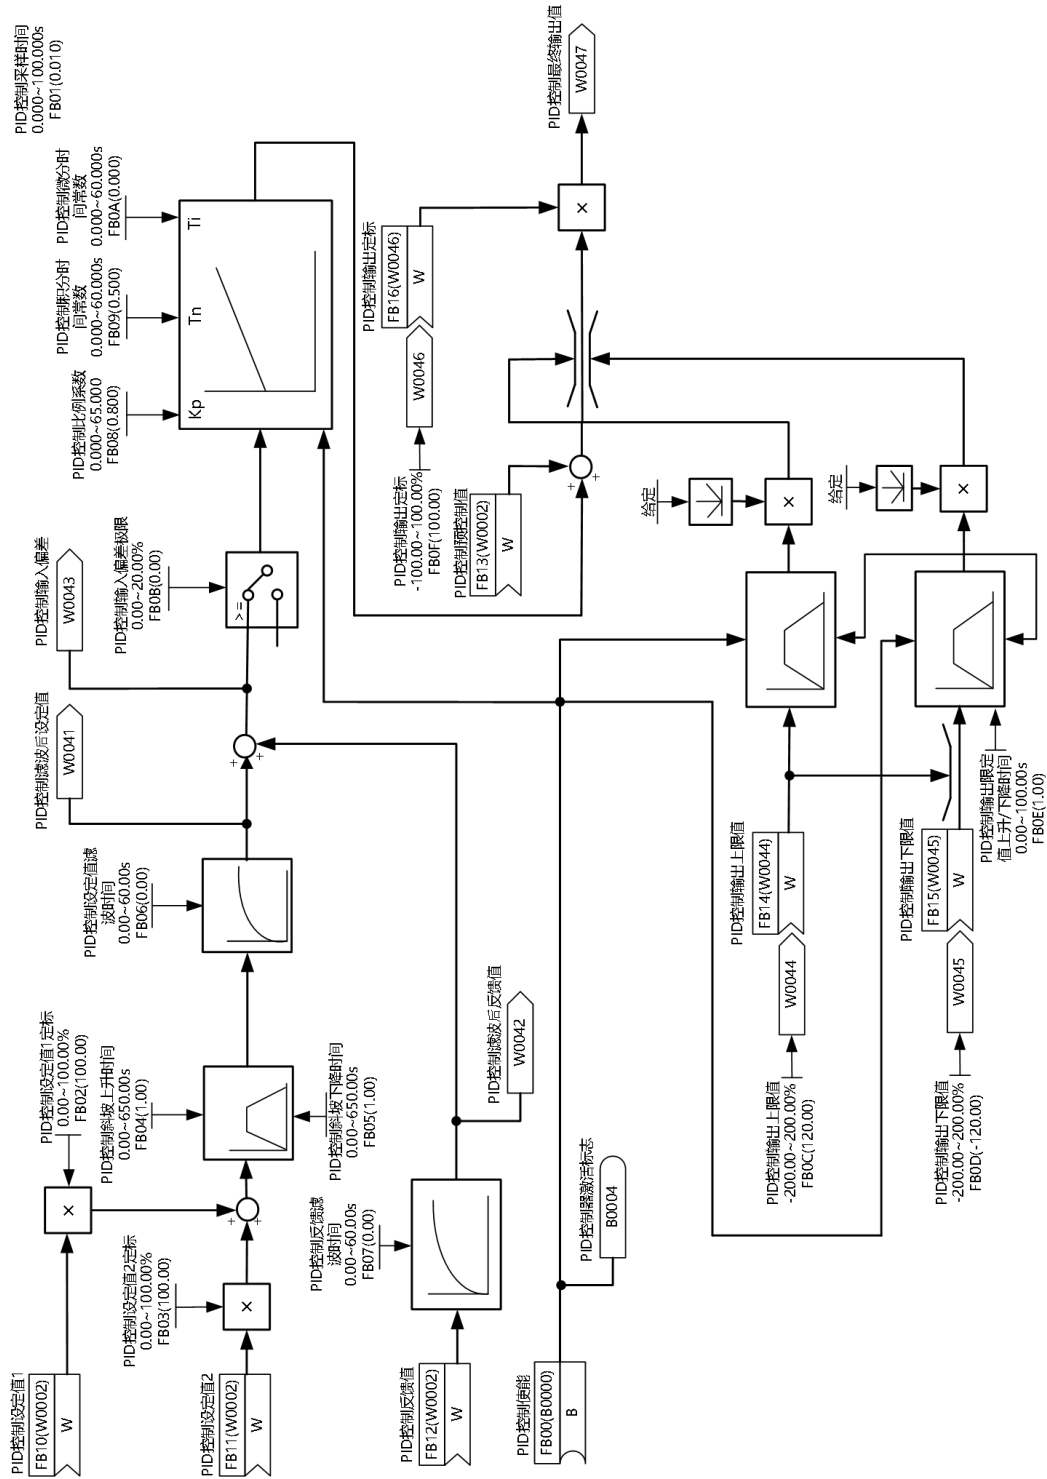 PID控制设定值1
FB10(W0002)
W
×
PID控制设定值1定标
0.00~100.00%
FB02(100.00)
PID控制设定值2定标
0.00~100.00%
FB03(100.00)
PID控制设定值2
FB11(W0002)
W
×
+
+
PID控制斜坡上升时间
0.00~650.00s
FB04(1.00)
PID控制斜坡下降时间
0.00~650.00s
FB05(1.00)
PID控制设定值滤
波时间
0.00~60.00s
FB06(0.00)
PID控制滤波后设定值
W0041
+
+
PID控制输入偏差
W0043
PID控制输入偏差极限
0.00~20.00%
FB0B(0.00)
>=
PID控制比例系数
0.000~65.000
FB08(0.800)
PID控制积分时
间常数
0.000~60.000s
FB09(0.500)
PID控制微分时
间常数
0.000~60.000s
FB0A(0.000)
Kp
Tn
Ti
PID控制采样时间
0.000~100.000s
FB01(0.010)
PID控制反馈值
FB12(W0002)
W
PID控制反馈滤
波时间
0.00~60.00s
FB07(0.00)
PID控制滤波后反馈值
W0042
PID控制使能
FB00(B0000)
B
PID控制器激活标志
B0004
PID控制输出定标
-100.00~100.00%
FB0F(100.00)
W0046
PID控制输出定标
FB16(W0046)
W
PID控制预控制值
FB13(W0002)
W
+
+
×
PID控制最终输出值
W0047
PID控制输出上限值
-200.00~200.00%
FB0C(120.00)
W0044
PID控制输出上限值
FB14(W0044)
W
给定
×
PID控制输出下限值
-200.00~200.00%
FB0D(-120.00)
W0045
PID控制输出下限值
FB15(W0045)
W
PID控制输出限定
值上升/下降时间
0.00~100.00s
FB0E(1.00)
给定
×